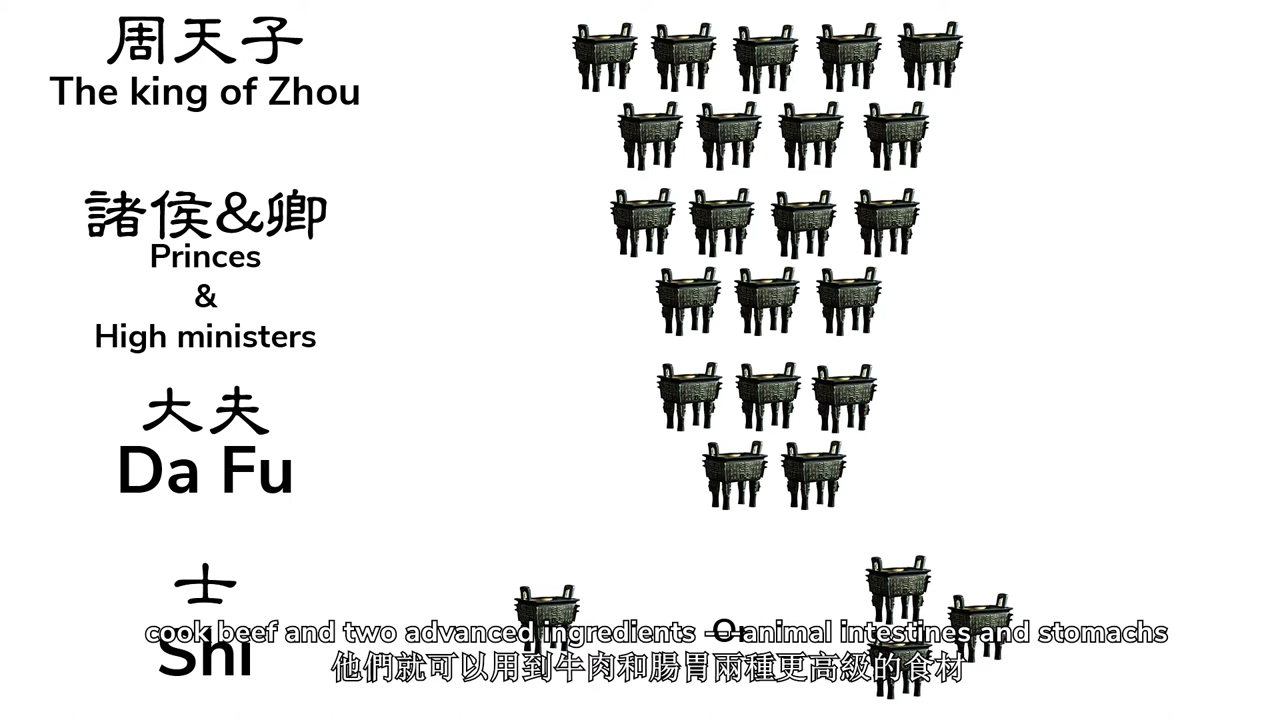 周天子
The king of Zhou
諸侯&卿
Princes
&
High ministers
大夫
Da Fu
士
Shi
cook beef and two advanced ingredients ——animal intestines and stomachs
他們就可以用到牛肉和腸胃兩種更高級的食材